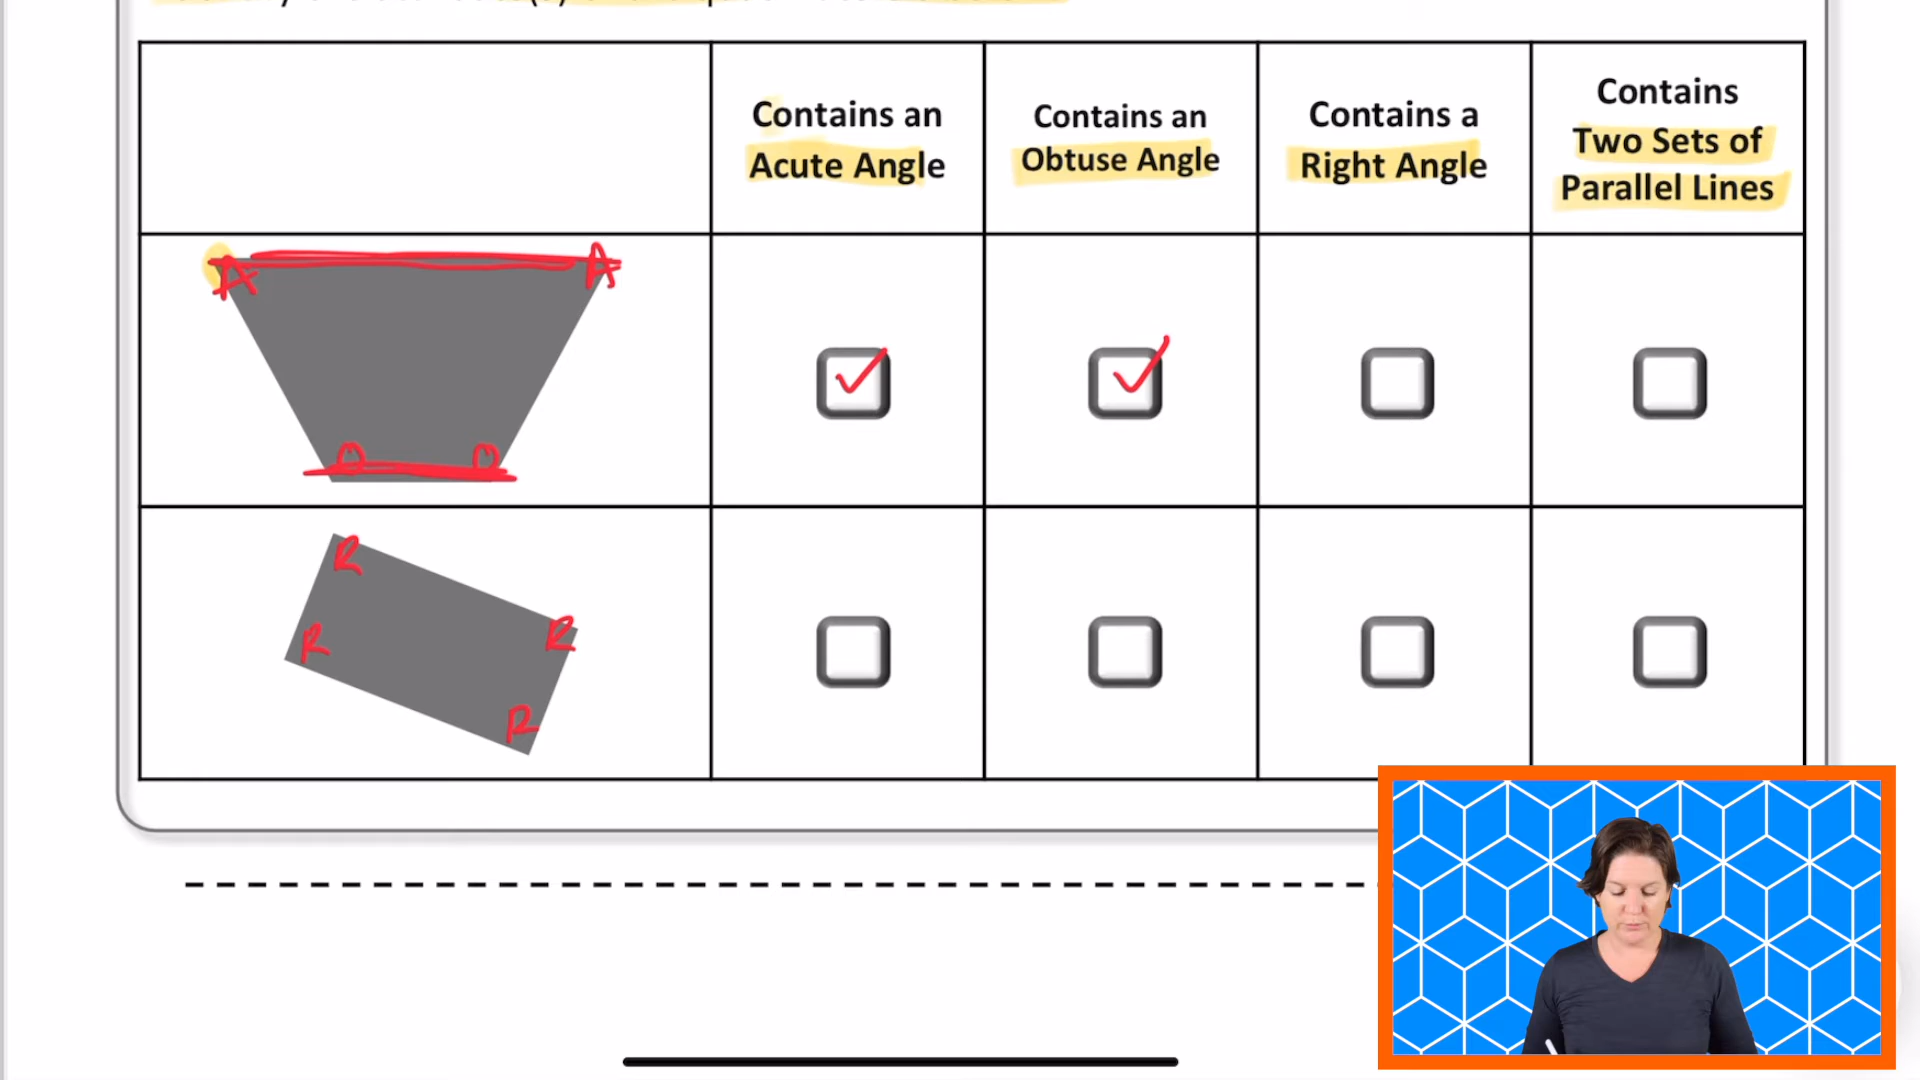 Contains an
Acute Angle
Contains an
Obtuse Angle
Contains a
Right Angle
Contains
Two Sets of
Parallel Lines
A A
O O
R
R
R
R